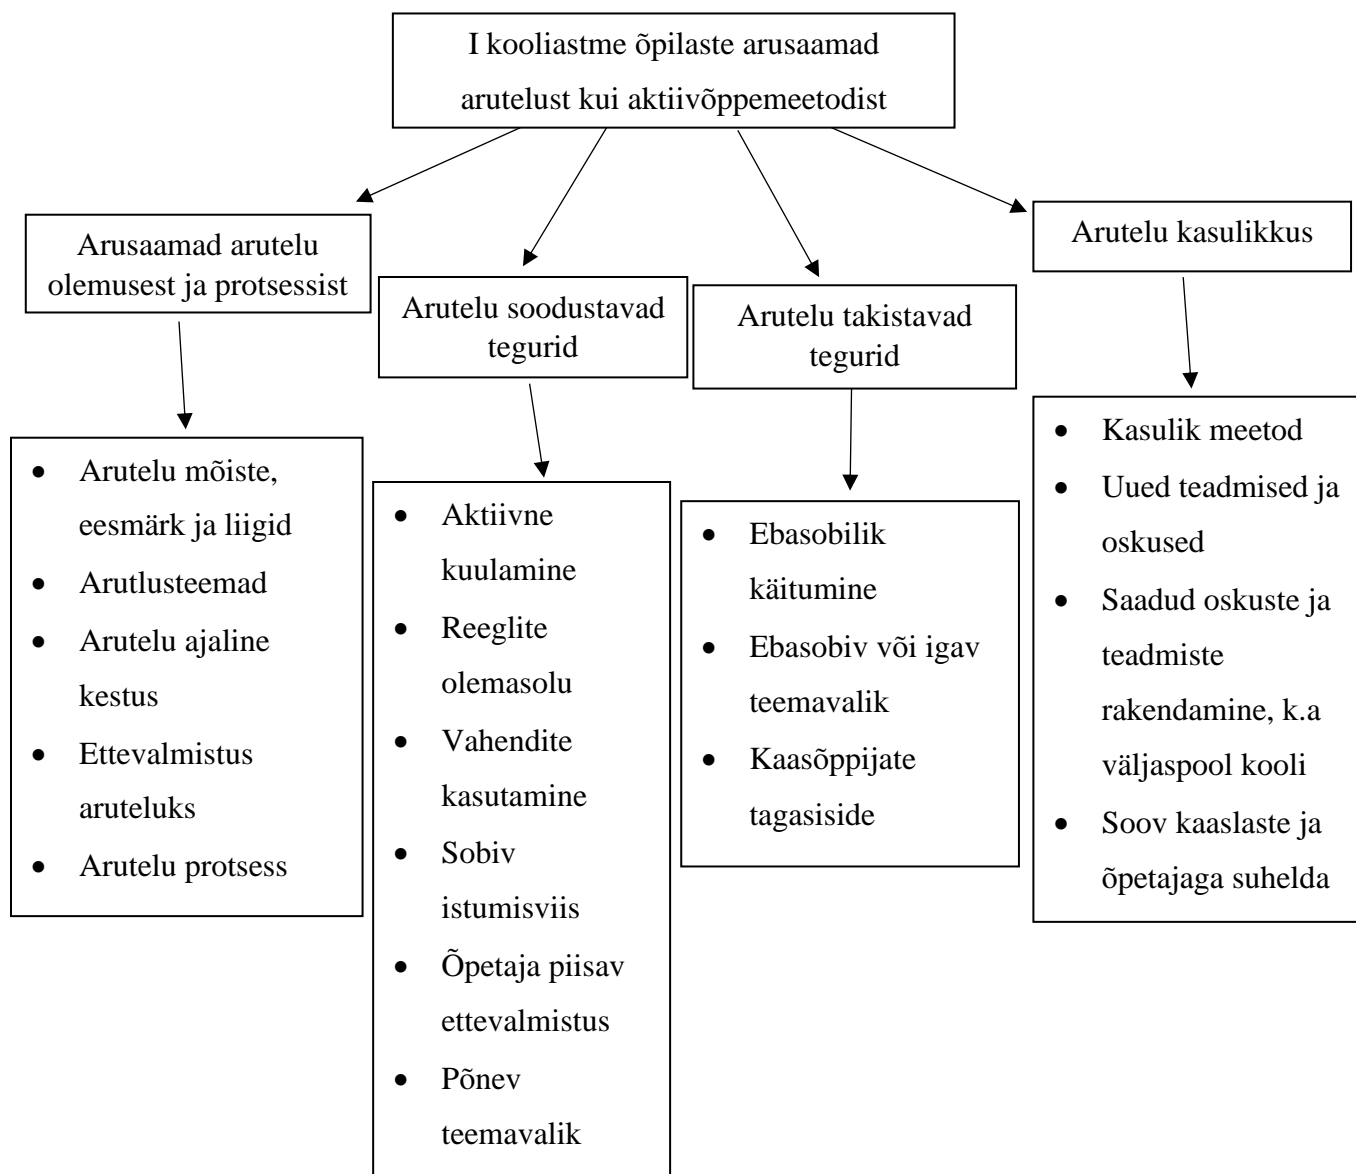 I kooliastme õpilaste arusaamad
arutelust kui aktiivõppemeetodist
Arusaamad arutelu
olemusest ja protsessist
Arutelu soodustavad
tegurid
Arutelu takistavad
tegurid
Arutelu kasulikkus
• Arutelu mõiste,
eesmärk ja liigid
• Arutlusteemad
• Arutelu ajaline
kestus
• Ettevalmistus
aruteluks
• Arutelu protsess
• Aktiivne
kuulamine
• Reeglite
olemasolu
• Vahendite
kasutamine
• Sobiv
istumisviis
• Õpetaja piisav
ettevalmistus
• Põnev
teemavalik
• Ebasobilik
käitumine
• Ebasobiv või igav
teemavalik
• Kaasõppijate
tagasiside
• Kasulik meetod
• Uued teadmised ja
oskused
• Saadud oskuste ja
teadmiste
rakendamine, k.a
väljaspool kooli
• Soov kaaslaste ja
õpetajaga suhelda